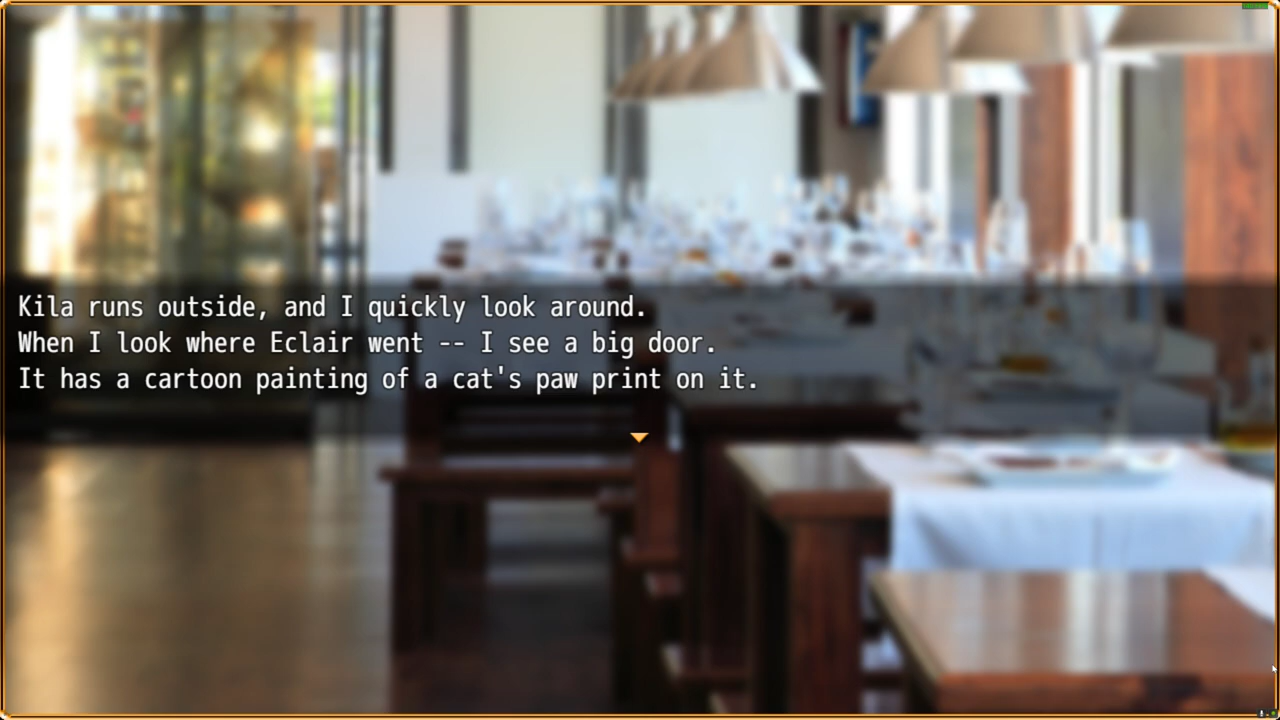 Kila runs outside, and I quickly look around.
When I look where Eclair went -- I see a big door.
It has a cartoon painting of a cat's paw print on it.